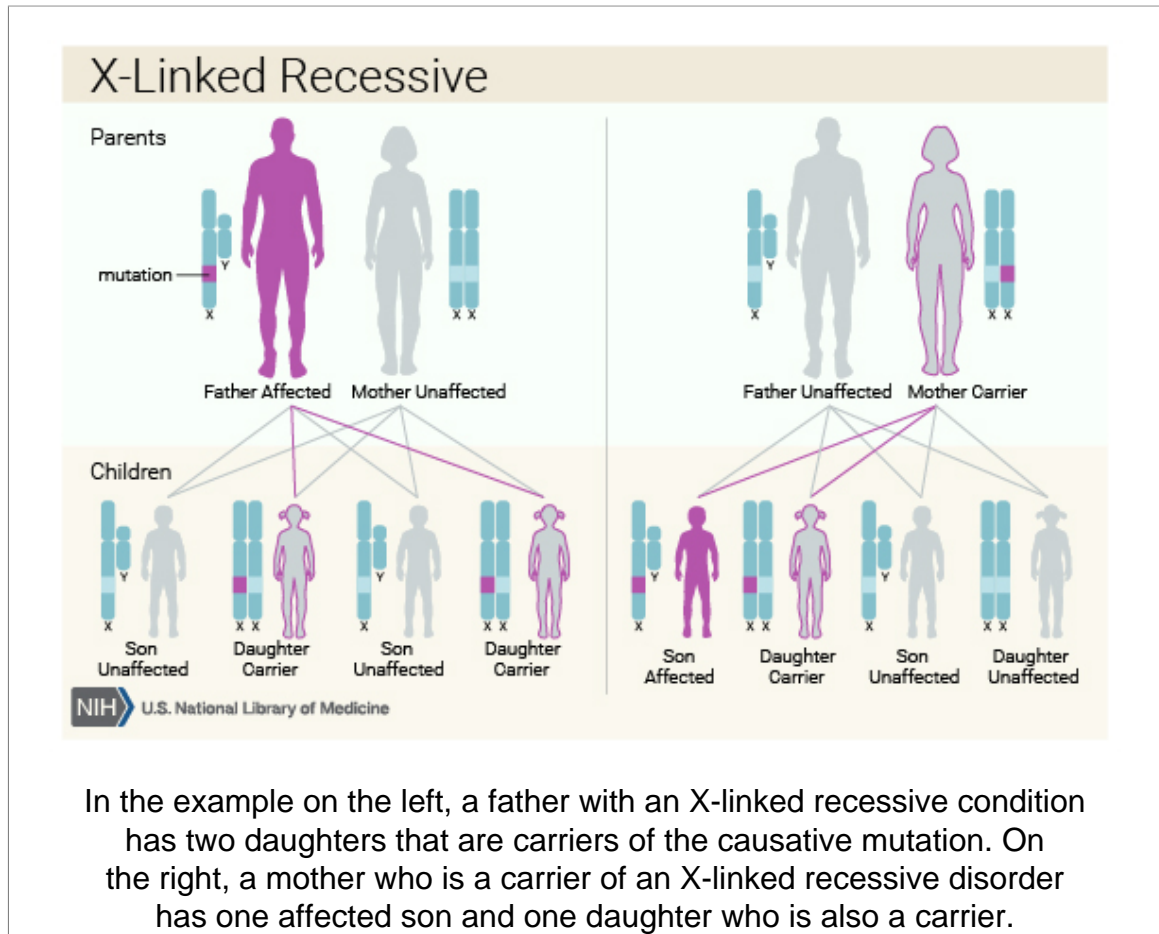 X-Linked Recessive
Parents
Y
mutation
X
X X
Father Affected Mother Unaffected
Y
X
X X
Father Unaffected Mother Carrier
Children
Y
X
Son
Unaffected
X X
Daughter
Carrier
Y
X
Son
Unaffected
X X
Daughter
Carrier
Y
X
Son
Affected
X X
Daughter
Carrier
Y
X
Son
Unaffected
X X
Daughter
Unaffected
NIH U.S. National Library of Medicine
In the example on the left, a father with an X-linked recessive condition
has two daughters that are carriers of the causative mutation. On
the right, a mother who is a carrier of an X-linked recessive disorder
has one affected son and one daughter who is also a carrier.